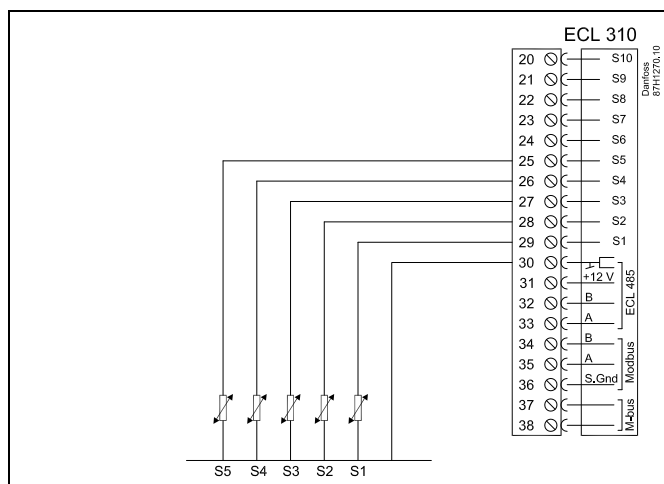 ECL 310
Danfoss
87H1270.10
20 S10
21 S9
22 S8
23 S7
24 S6
25 S5
26 S4
27 S3
28 S2
29 S1
30
31 +12 V
32 B
33 A
ECL 485
34 B
35 A
36 S.Gnd
Modbus
37
38
M-bus
S5 S4 S3 S2 S1